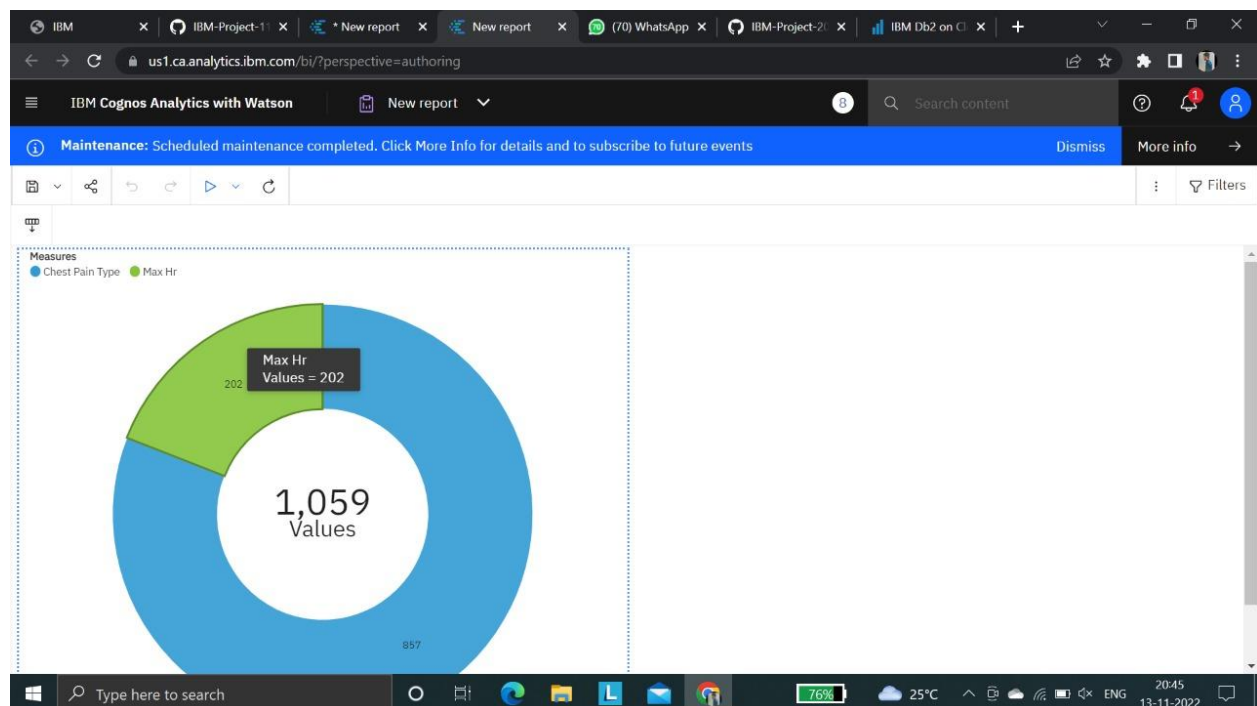 IBM
IBM-Project-11
* New report
New report
(70) WhatsApp
IBM-Project-20
IBM Db2 on Cl
us1.ca.analytics.ibm.com/bi/?perspective=authoring
IBM Cognos Analytics with Watson
New report
8
Search content
1
Maintenance: Scheduled maintenance completed. Click More Info for details and to subscribe to future events
Dismiss
More info
Filters
Measures
Chest Pain Type
Max Hr
Max Hr
Values = 202
202
1,059
Values
857
Type here to search
L
76%
25°C
ENG
20:45
13-11-2022